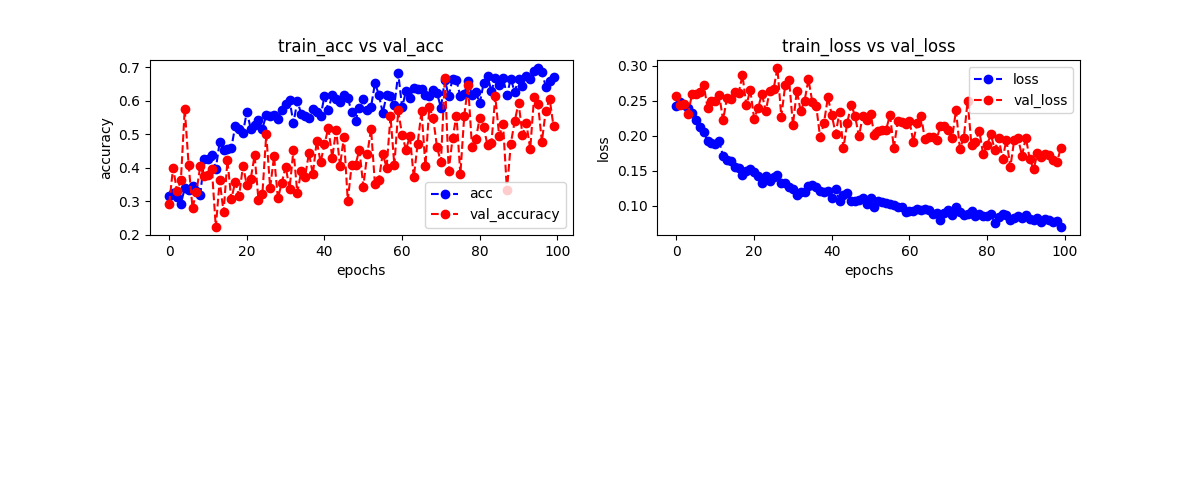 train_acc vs val_acc
train_loss vs val_loss
accuracy
0.7
0.6
0.5
0.4
0.3
0.2
0
20
40
60
80
100
epochs
acc
val_accuracy
loss
0.30
0.25
0.20
0.15
0.10
0
20
40
60
80
100
epochs
loss
val_loss